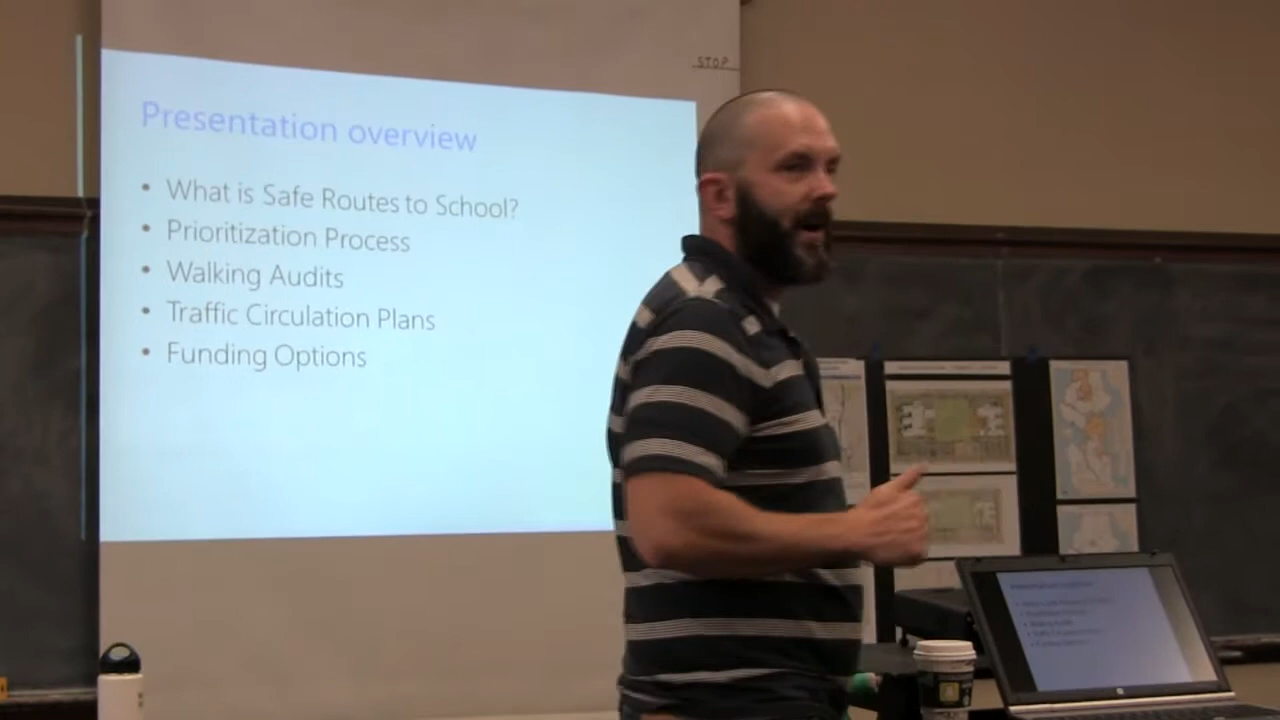 STOP
Presentation overview
• What is Safe Routes to School?
• Prioritization Process
• Walking Audits
• Traffic Circulation Plans
• Funding Options